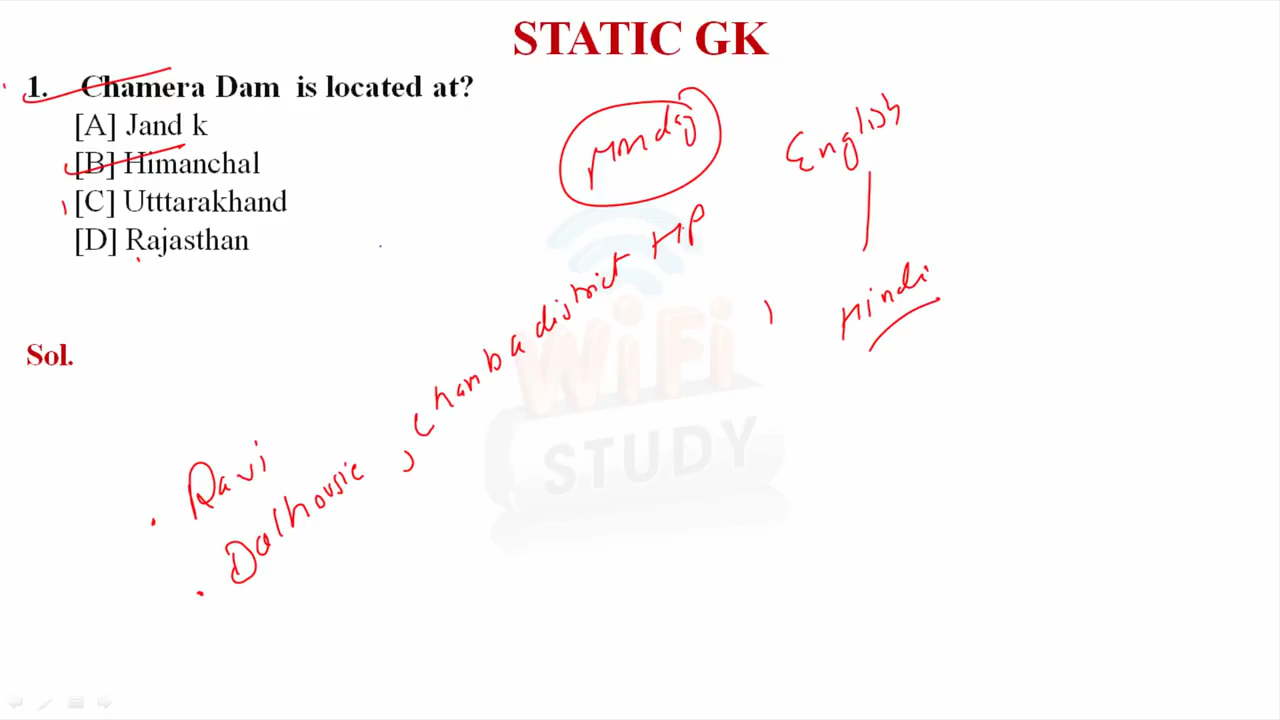 STATIC GK
1. Chamera Dam is located at?
[A] Jand k
[B] Himanchal
[C] Utttarakhand
[D] Rajasthan
Monday
English
Hindi
Sol.
Ravi
Dalhousie, Chamba district HP
WiFi
STUDY